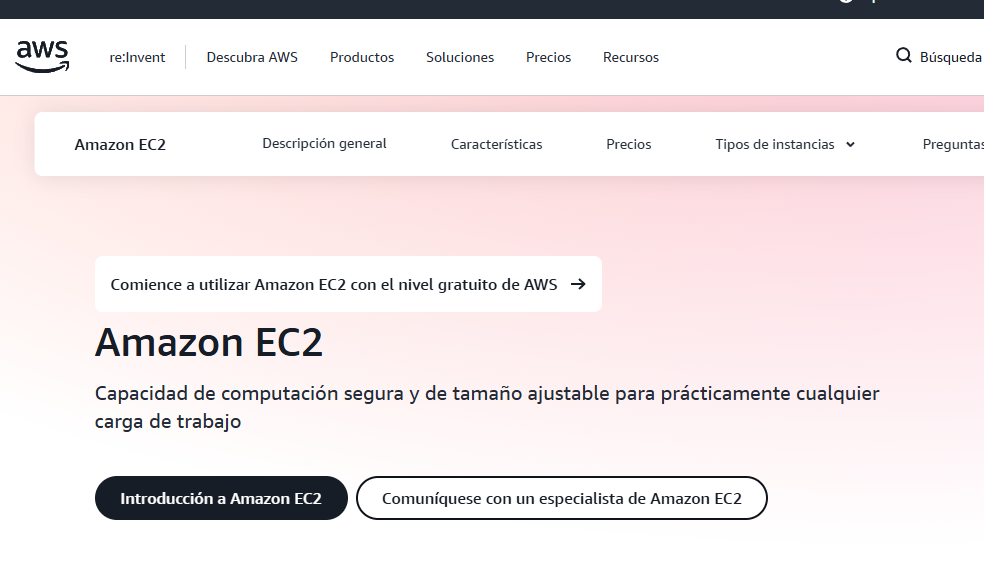 aws
re:Invent
Descubra AWS
Productos
Soluciones
Precios
Recursos
Búsqueda
Amazon EC2
Descripción general
Características
Precios
Tipos de instancias
Preguntas
Comience a utilizar Amazon EC2 con el nivel gratuito de AWS →
Amazon EC2
Capacidad de computación segura y de tamaño ajustable para prácticamente cualquier
carga de trabajo
Introducción a Amazon EC2
Comuníquese con un especialista de Amazon EC2